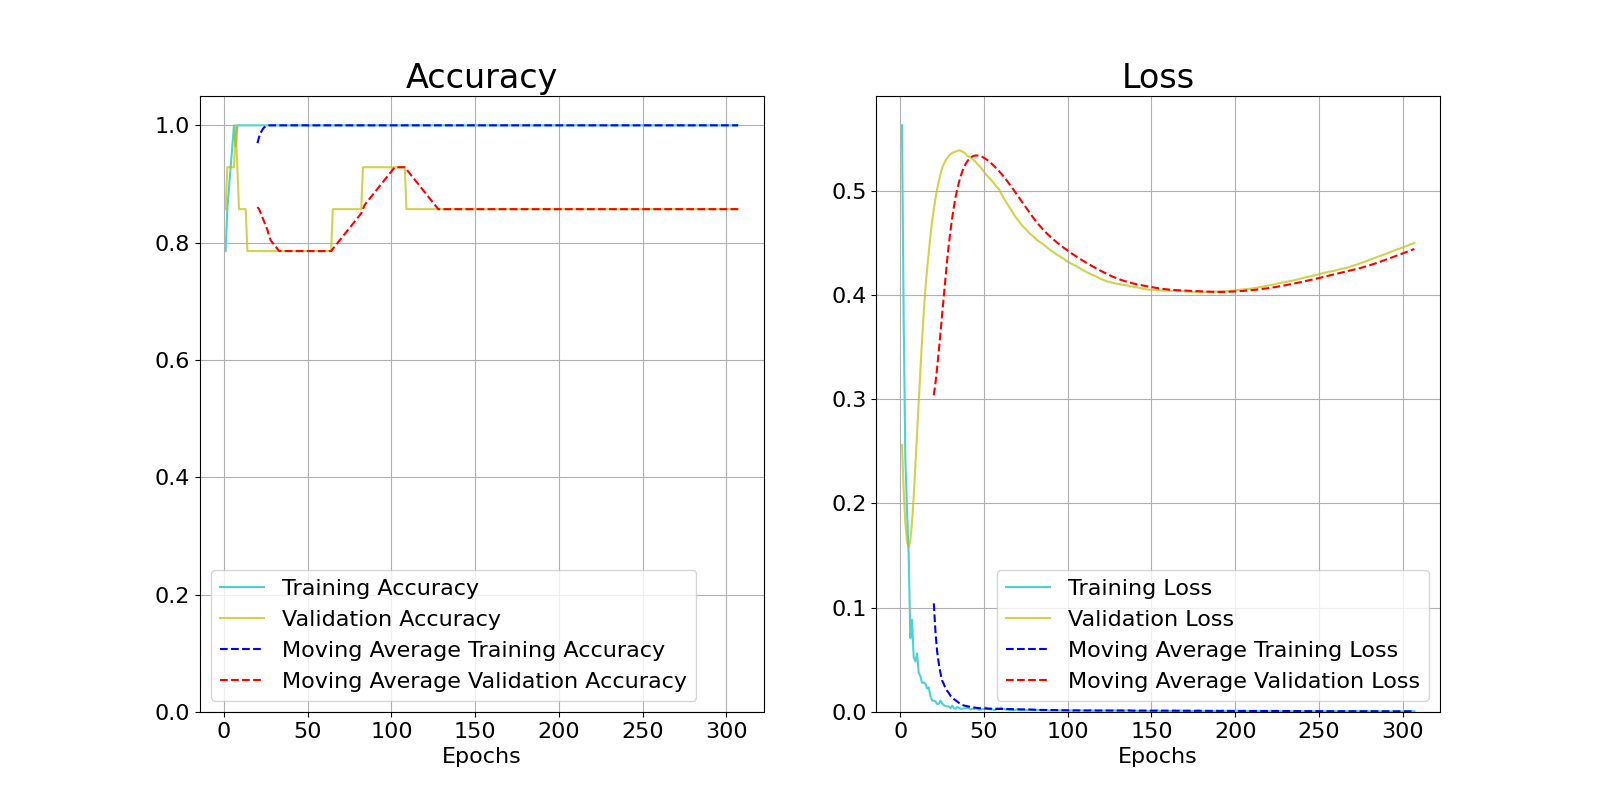 Accuracy
1.0
0.8
0.6
0.4
0.2
0.0
Training Accuracy
Validation Accuracy
Moving Average Training Accuracy
Moving Average Validation Accuracy
0 50 100 150 200 250 300
Epochs
Loss
0.5
0.4
0.3
0.2
0.1
0.0
Training Loss
Validation Loss
Moving Average Training Loss
Moving Average Validation Loss
0 50 100 150 200 250 300
Epochs